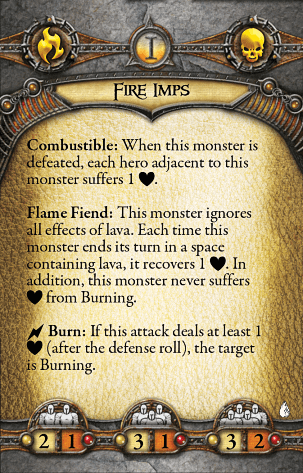 I
FIRE IMPS
Combustible: When this monster is
defeated, each hero adjacent to this
monster suffers 1 ♥.
Flame Fiend: This monster ignores
all effects of lava. Each time this
monster ends its turn in a space
containing lava, it recovers 1 ♥. In
addition, this monster never suffers
♥ from Burning.
Burn: If this attack deals at least 1
♥ (after the defense roll), the target
is Burning.
2 1 3 1 3 2